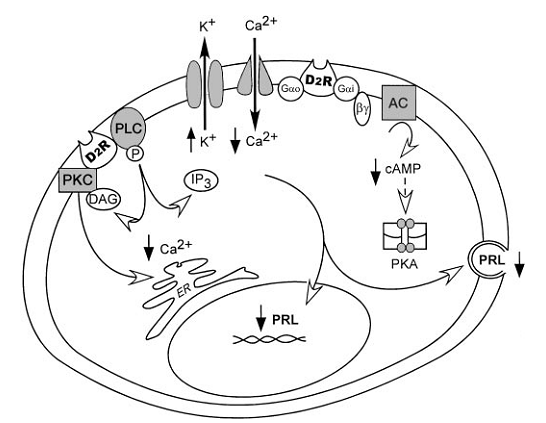 K⁺
Ca²⁺
D2R
Gαo
Gαi
βγ
AC
PLC
D2R
P
PKC
DAG
IP₃
K⁺
Ca²⁺
cAMP
PKA
Ca²⁺
ER
PRL
PRL